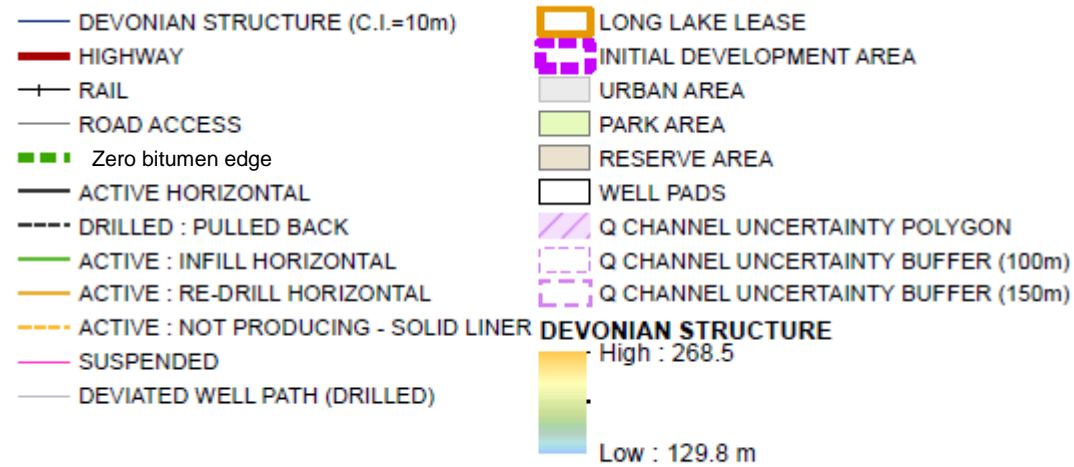 DEVONIAN STRUCTURE (C.I.=10m)
HIGHWAY
RAIL
ROAD ACCESS
Zero bitumen edge
ACTIVE HORIZONTAL
DRILLED : PULLED BACK
ACTIVE : INFILL HORIZONTAL
ACTIVE : RE-DRILL HORIZONTAL
ACTIVE : NOT PRODUCING - SOLID LINER
SUSPENDED
DEVIATED WELL PATH (DRILLED)
LONG LAKE LEASE
INITIAL DEVELOPMENT AREA
URBAN AREA
PARK AREA
RESERVE AREA
WELL PADS
Q CHANNEL UNCERTAINTY POLYGON
Q CHANNEL UNCERTAINTY BUFFER (100m)
Q CHANNEL UNCERTAINTY BUFFER (150m)
DEVONIAN STRUCTURE
High : 268.5
Low : 129.8 m